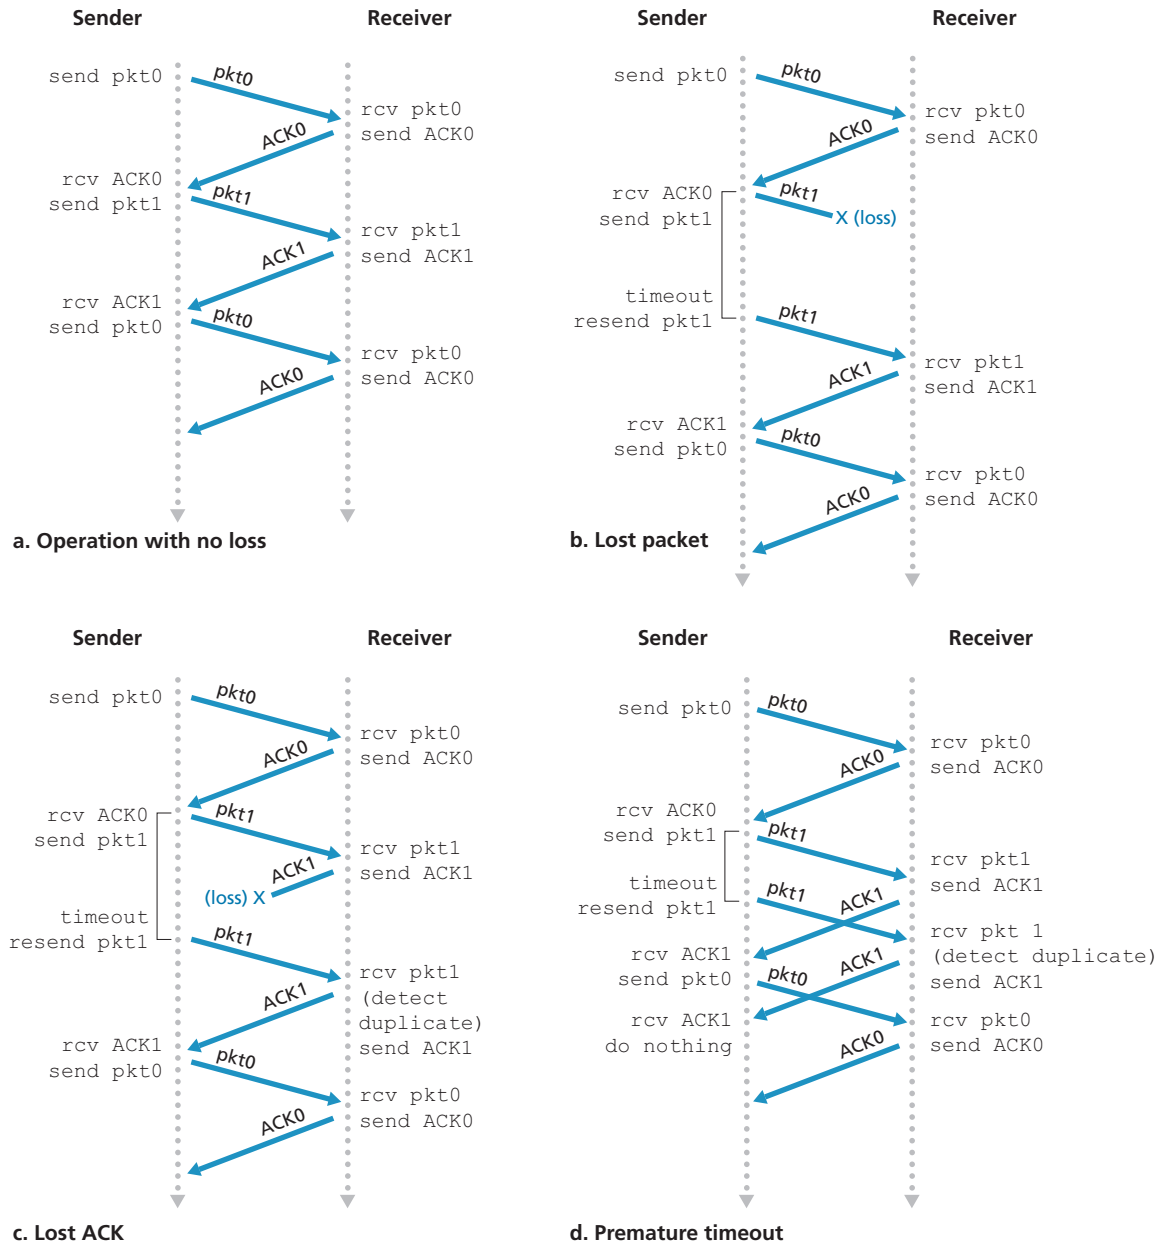 Sender
Receiver
send pkt0
pkt0
rcv pkt0
send ACK0
ACK0
rcv ACK0
send pkt1
pkt1
rcv pkt1
send ACK1
ACK1
rcv ACK1
send pkt0
pkt0
rcv pkt0
send ACK0
ACK0
a. Operation with no loss
Sender
Receiver
send pkt0
pkt0
rcv pkt0
send ACK0
ACK0
rcv ACK0
send pkt1
pkt1
X (loss)
timeout
resend pkt1
pkt1
rcv pkt1
send ACK1
ACK1
rcv ACK1
send pkt0
pkt0
rcv pkt0
send ACK0
ACK0
b. Lost packet
Sender
Receiver
send pkt0
pkt0
rcv pkt0
send ACK0
ACK0
rcv ACK0
send pkt1
pkt1
rcv pkt1
send ACK1
ACK1
(loss) X
timeout
resend pkt1
pkt1
rcv pkt1
(detect
duplicate)
send ACK1
ACK1
rcv ACK1
send pkt0
pkt0
rcv pkt0
send ACK0
ACK0
c. Lost ACK
Sender
Receiver
send pkt0
pkt0
rcv pkt0
send ACK0
ACK0
rcv ACK0
send pkt1
pkt1
rcv pkt1
send ACK1
timeout
resend pkt1
pkt1
ACK1
rcv pkt 1
(detect duplicate)
send ACK1
rcv ACK1
send pkt0
pkt0
ACK1
rcv ACK1
do nothing
rcv pkt0
send ACK0
ACK0
d. Premature timeout